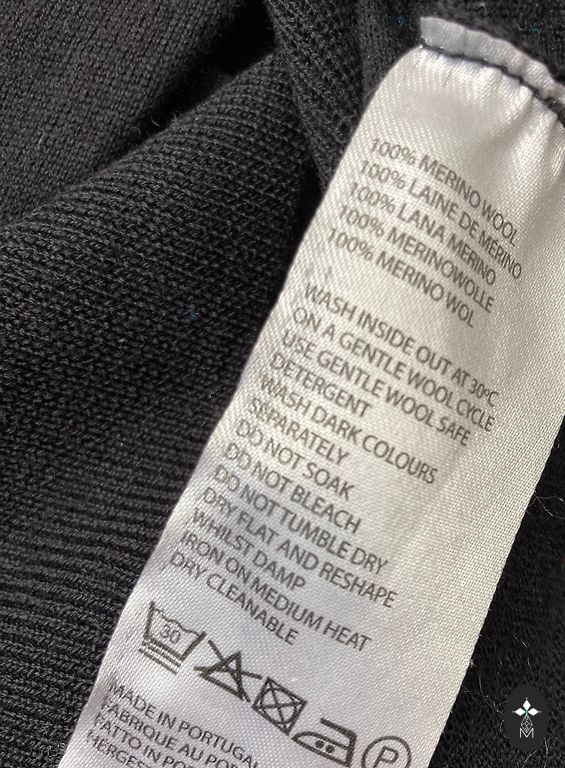 100% MERINO WOOL
100% LAINE DE MERINO
100% LANA MERINO
100% MERINOWOLLE
100% MERINO WOL
WASH INSIDE OUT AT 30ºC
ON A GENTLE WOOL CYCLE
USE GENTLE WOOL SAFE
DETERGENT
WASH DARK COLOURS
SEPARATELY
DO NOT SOAK
DO NOT BLEACH
DO NOT TUMBLE DRY
DRY FLAT AND RESHAPE
WHILST DAMP
IRON ON MEDIUM HEAT
DRY CLEANABLE
30
P
MADE IN PORTUGAL
FABRIQUE AU
FATTO IN
M